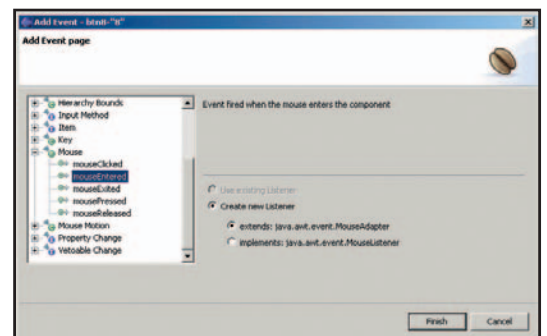 Add Event - btn8-"8"
Add Event page
Hierarchy Bounds
Input Method
Item
Key
Mouse
mouseClicked
mouseEntered
mouseExited
mousePressed
mouseReleased
Mouse Motion
Property Change
Vetoable Change
Event fired when the mouse enters the component
Use existing Listener
Create new Listener
extends: java.awt.event.MouseAdapter
implements: java.awt.event.MouseListener
Finish
Cancel